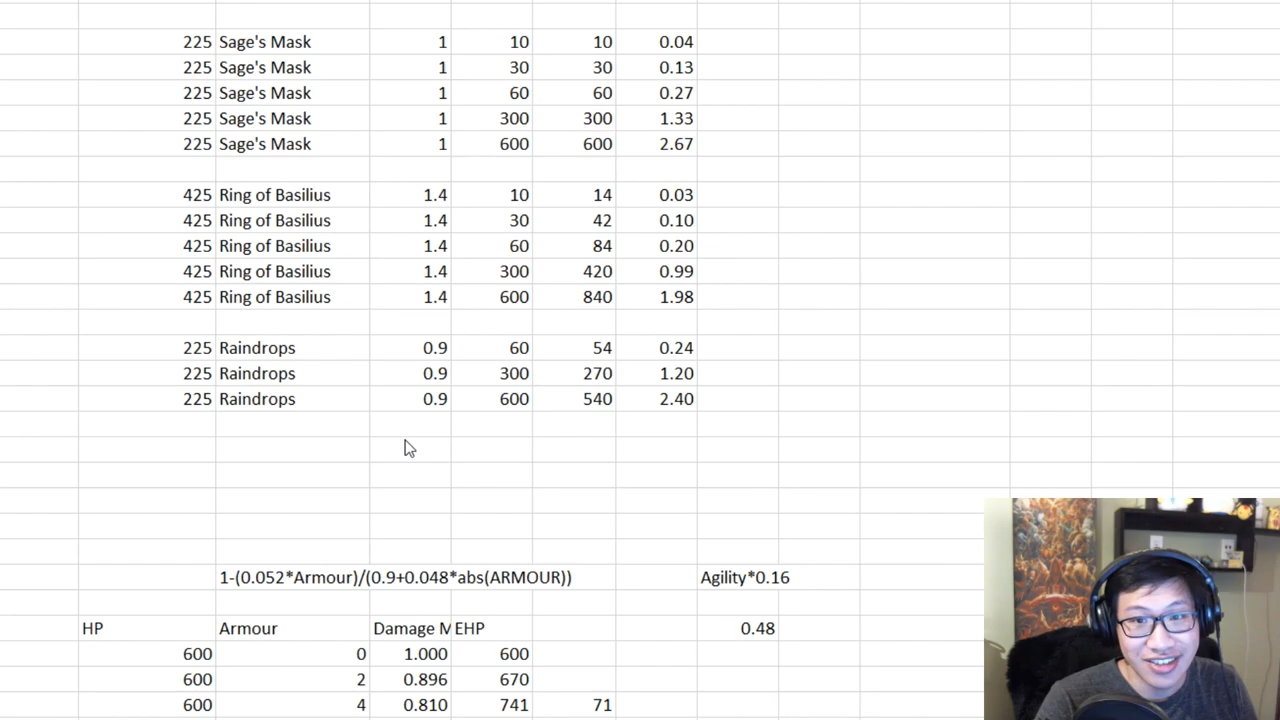 225 Sage's Mask 1 10 10 0.04
225 Sage's Mask 1 30 30 0.13
225 Sage's Mask 1 60 60 0.27
225 Sage's Mask 1 300 300 1.33
225 Sage's Mask 1 600 600 2.67
425 Ring of Basilius 1.4 10 14 0.03
425 Ring of Basilius 1.4 30 42 0.10
425 Ring of Basilius 1.4 60 84 0.20
425 Ring of Basilius 1.4 300 420 0.99
425 Ring of Basilius 1.4 600 840 1.98
225 Raindrops 0.9 60 54 0.24
225 Raindrops 0.9 300 270 1.20
225 Raindrops 0.9 600 540 2.40
1-(0.052*Armour)/(0.9+0.048*abs(ARMOUR)) Agility*0.16
HP Armour Damage M EHP 0.48
600 0 1.000 600
600 2 0.896 670
600 4 0.810 741 71